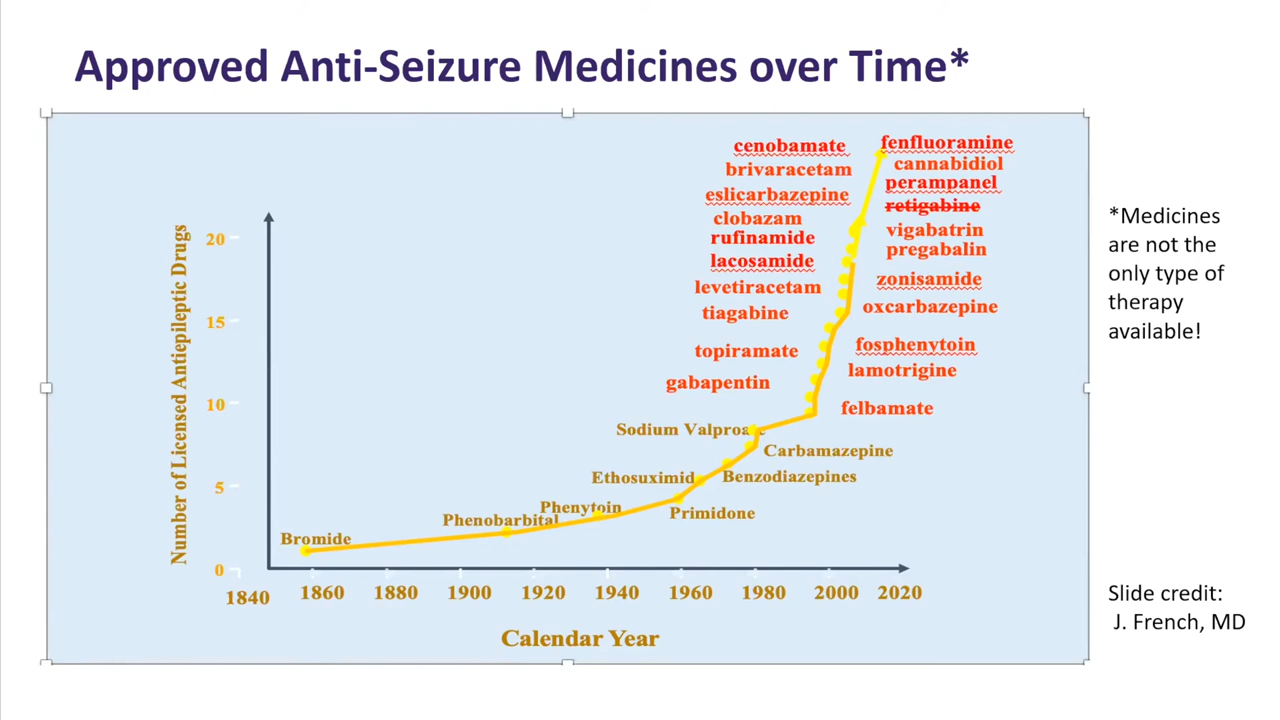 Approved Anti-Seizure Medicines over Time*
cenobamate
fenfluramine
brivaracetam
cannabidiol
eslicarbazepine
perampanel
clobazam
retigabine
rufinamide
vigabatrin
lacosamide
pregabalin
levetiracetam
zonisamide
tiagabine
oxcarbazepine
topiramate
fosphenytoin
gabapentin
lamotrigine
felbamate
Sodium Valproate
Carbamazepine
Ethosuximid
Benzodiazepines
Phenytoin
Primidone
Phenobarbital
Bromide
Number of Licensed Antiepileptic Drugs
20
15
10
5
0
1840
1860
1880
1900
1920
1940
1960
1980
2000
2020
Calendar Year
*Medicines
are not the
only type of
therapy
available!
Slide credit:
J. French, MD